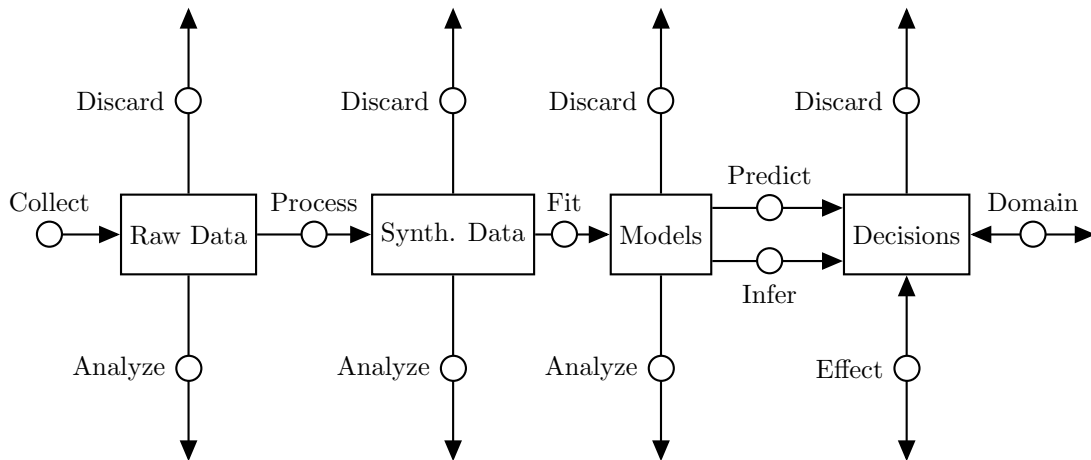 Discard
Discard
Discard
Discard
Collect
Raw Data
Process
Synth. Data
Fit
Models
Predict
Infer
Decisions
Domain
Analyze
Analyze
Analyze
Effect